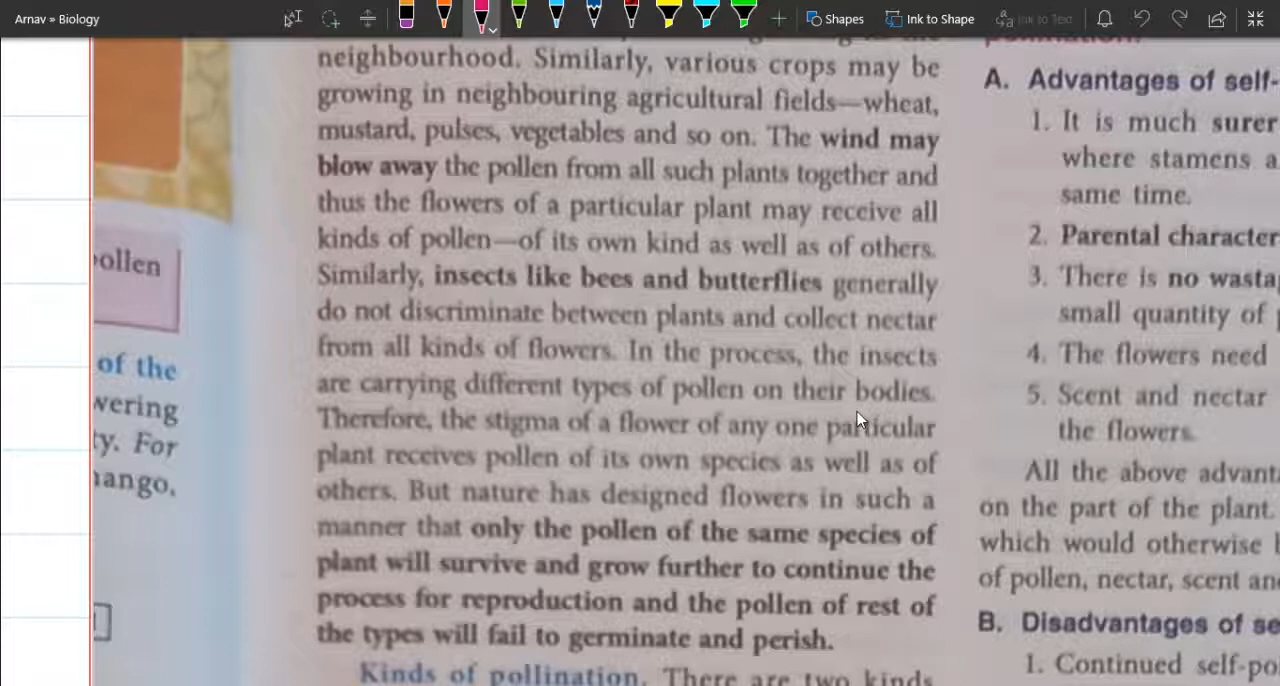 Arnav » Biology
Shapes
Ink to Shape
Ink to Text
neighbourhood. Similarly, various crops may be
growing in neighbouring agricultural fields—wheat,
mustard, pulses, vegetables and so on. The wind may
blow away the pollen from all such plants together and
thus the flowers of a particular plant may receive all
kinds of pollen—of its own kind as well as of others.
Similarly, insects like bees and butterflies generally
do not discriminate between plants and collect nectar
from all kinds of flowers. In the process, the insects
are carrying different types of pollen on their bodies.
Therefore, the stigma of a flower of any one particular
plant receives pollen of its own species as well as of
others. But nature has designed flowers in such a
manner that only the pollen of the same species of
plant will survive and grow further to continue the
process for reproduction and the pollen of rest of
the types will fail to germinate and perish.
Kinds of pollination. There are two kinds
ollen
of the
wering
ty. For
ango,
A. Advantages of self-
1. It is much surer
where stamens a
same time.
2. Parental character
3. There is no wasta
small quantity of
4. The flowers need
5. Scent and nectar
the flowers.
All the above advant
on the part of the plant.
which would otherwise
of pollen, nectar, scent an
B. Disadvantages of se
1. Continued self-po